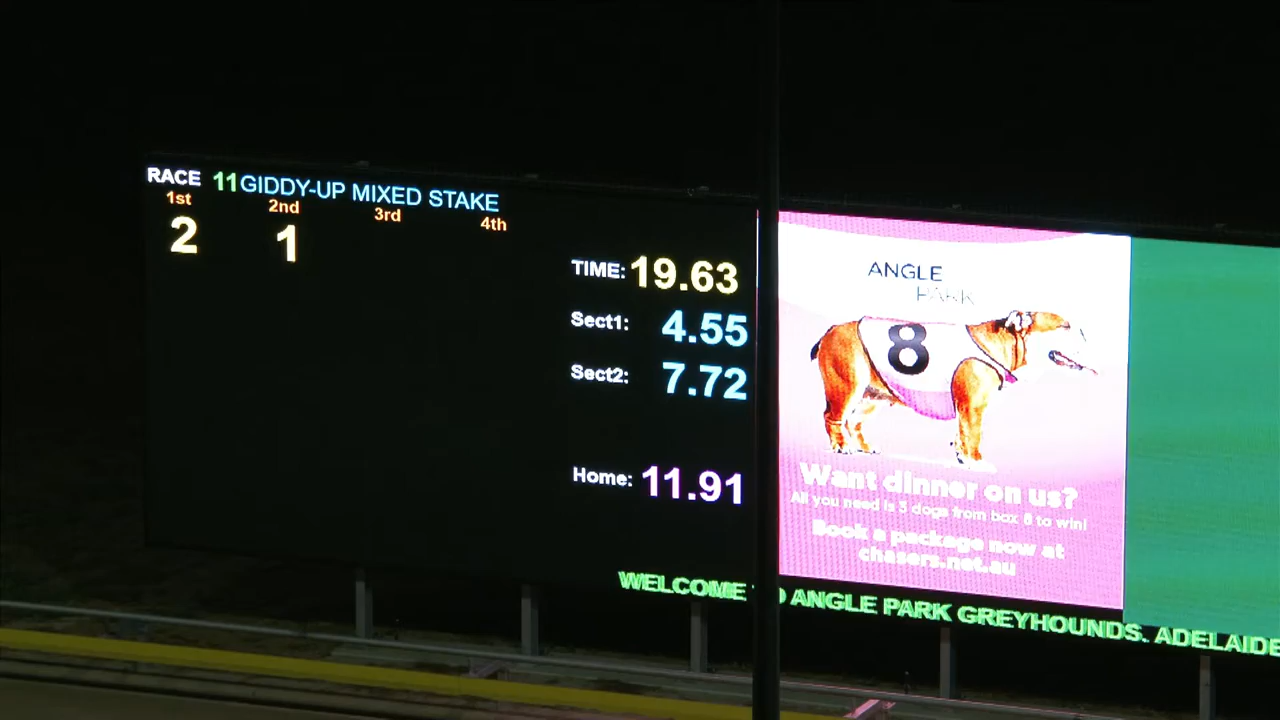 RACE 11 GIDDY-UP MIXED STAKE
1st 2nd 3rd 4th
2 1
TIME: 19.63
Sect1: 4.55
Sect2: 7.72
Home: 11.91
ANGLE
PARK
8
Want dinner on us?
All you need is 3 dogs from box 8 to win!
Book a package now at
chasers.net.au
WELCOME TO ANGLE PARK GREYHOUNDS. ADELAIDE